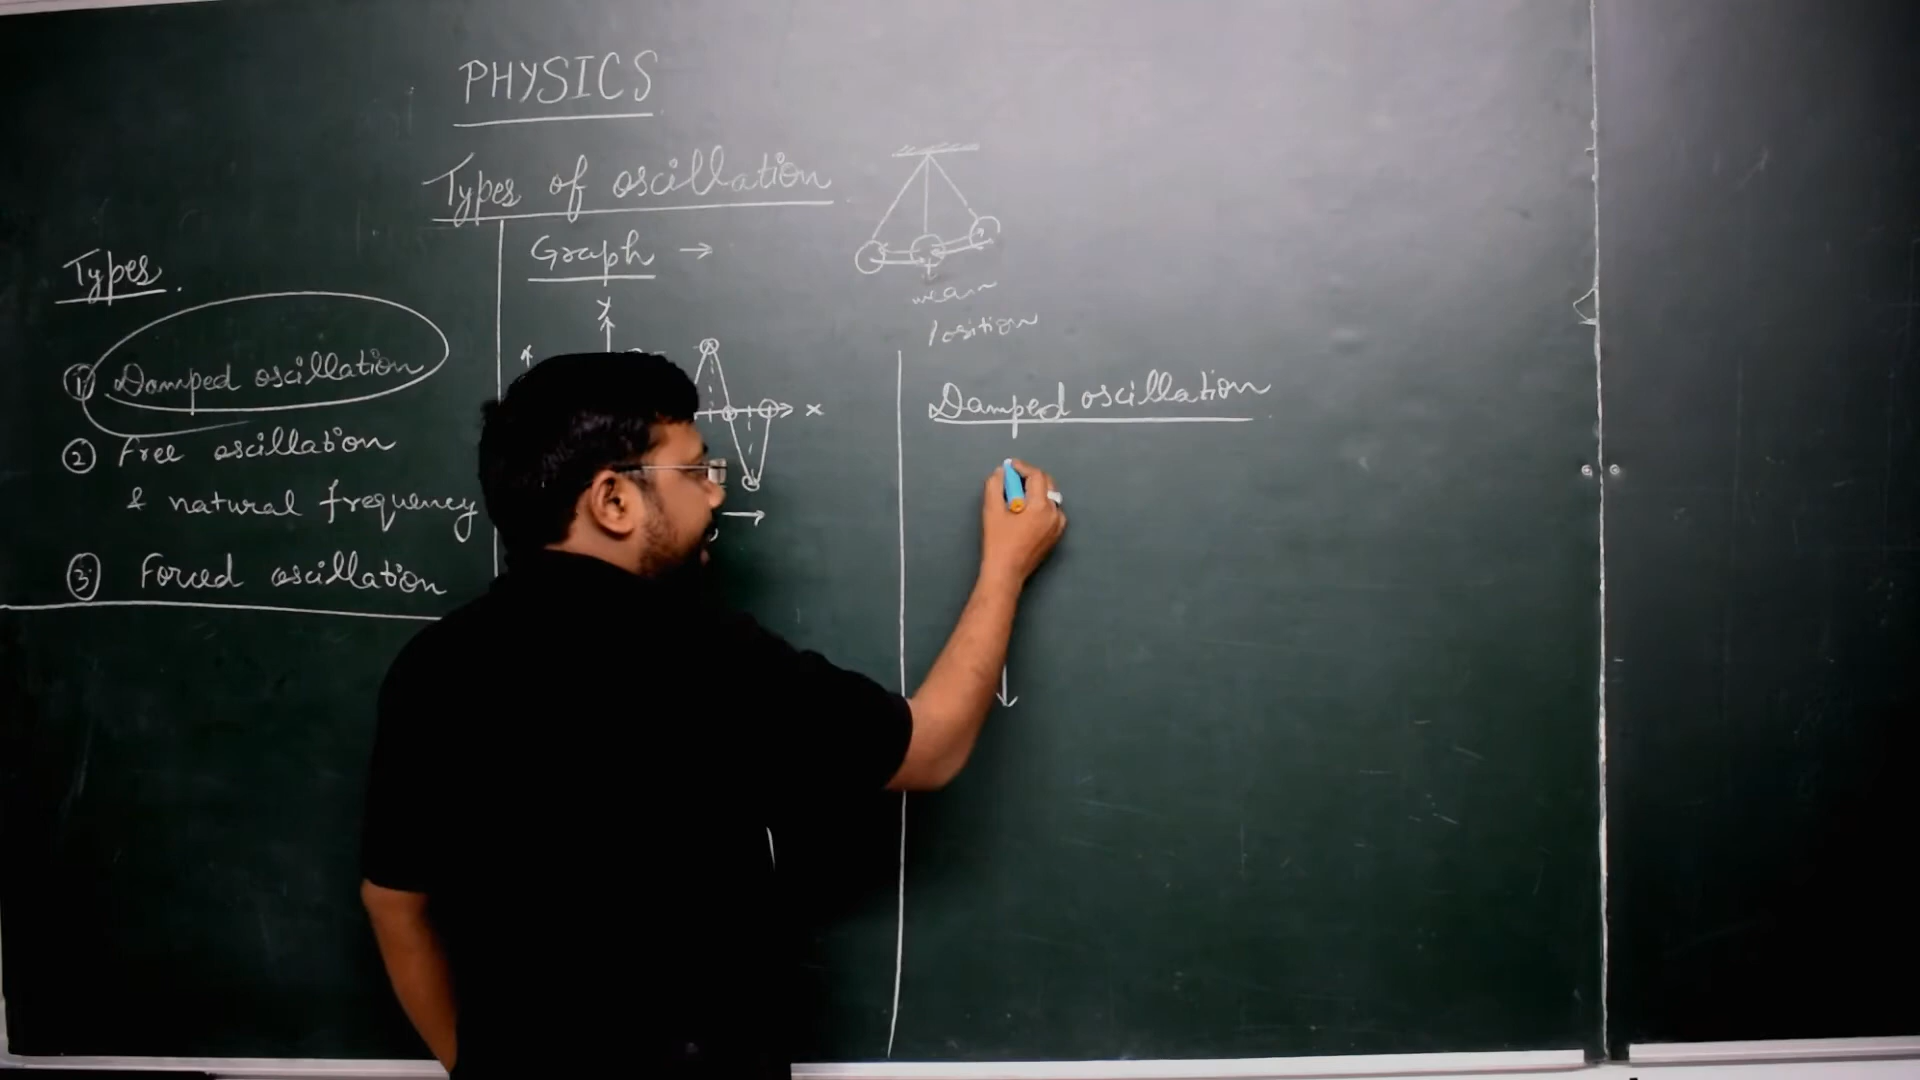 PHYSICS
Types of oscillation
Types.
① Damped oscillation
② Free oscillation
& natural frequency
③ Forced oscillation
Graph →
Y
X
mean
position
Damped oscillation